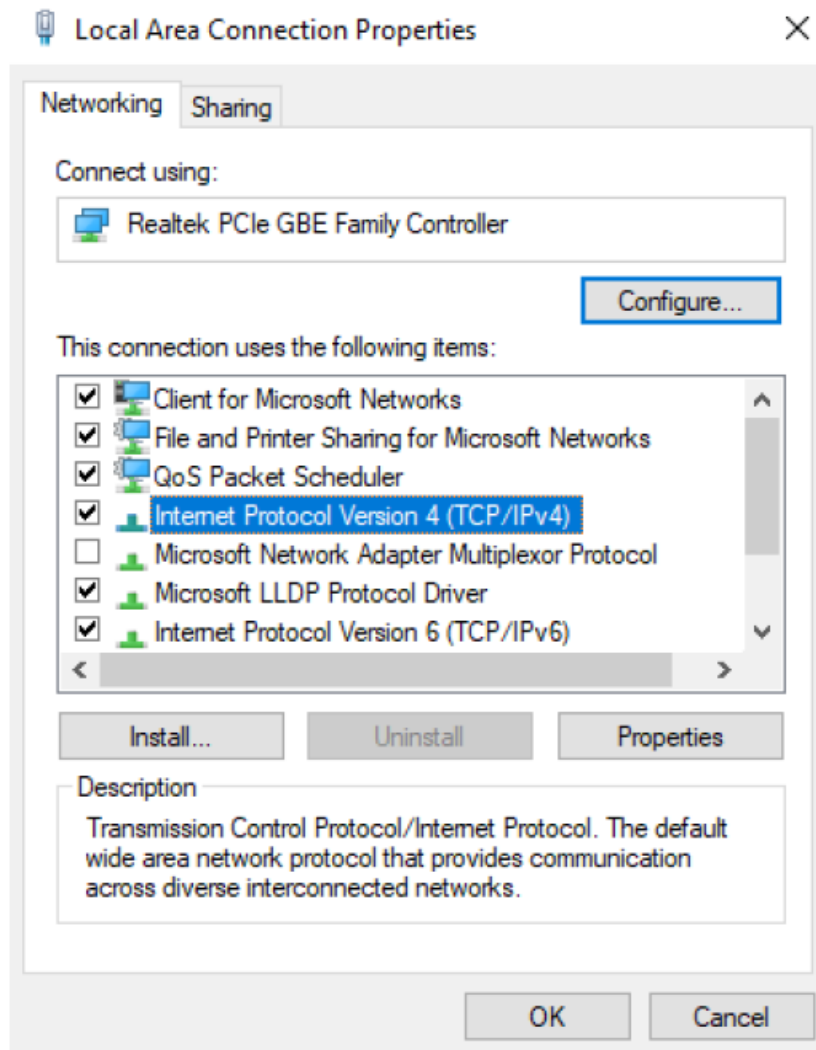 Local Area Connection Properties
Networking
Sharing
Connect using:
Realtek PCIe GBE Family Controller
Configure...
This connection uses the following items:
Client for Microsoft Networks
File and Printer Sharing for Microsoft Networks
QoS Packet Scheduler
Internet Protocol Version 4 (TCP/IPv4)
Microsoft Network Adapter Multiplexor Protocol
Microsoft LLDP Protocol Driver
Internet Protocol Version 6 (TCP/IPv6)
Install...
Uninstall
Properties
Description
Transmission Control Protocol/Internet Protocol. The default
wide area network protocol that provides communication
across diverse interconnected networks.
OK
Cancel